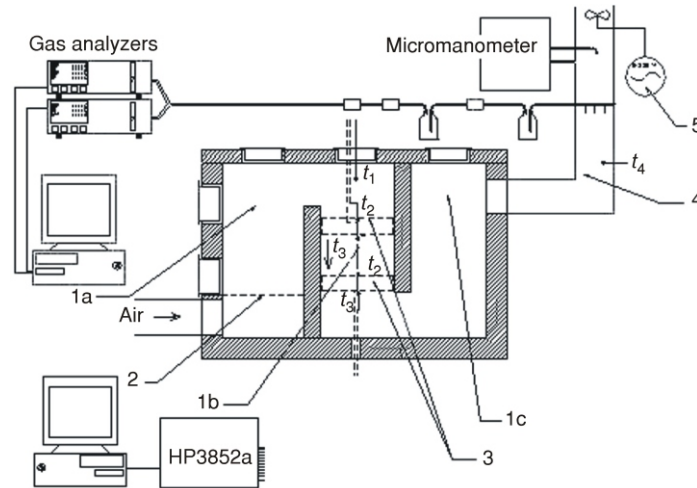 Gas analyzers
Micromanometer
5
t1
t4
4
t2
t3
t2
1a
Air
t3
2
1b
1c
3
HP3852a